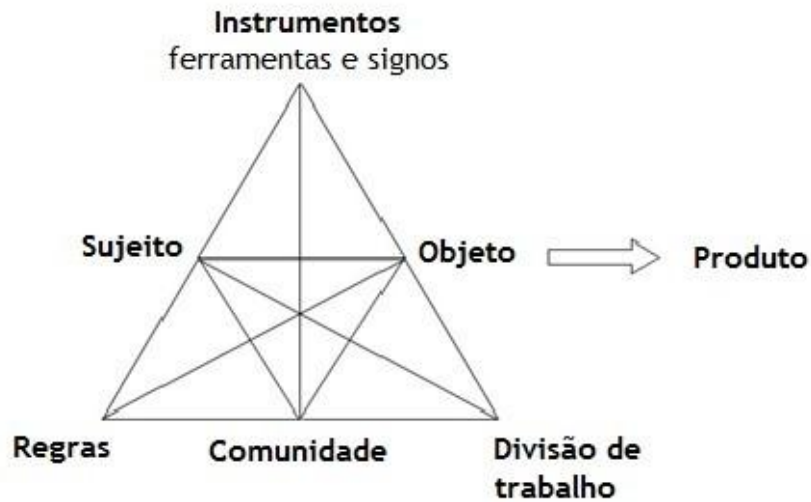 Instrumentos
ferramentas e signos
Sujeito
Objeto
Produto
Regras
Comunidade
Divisão de
trabalho